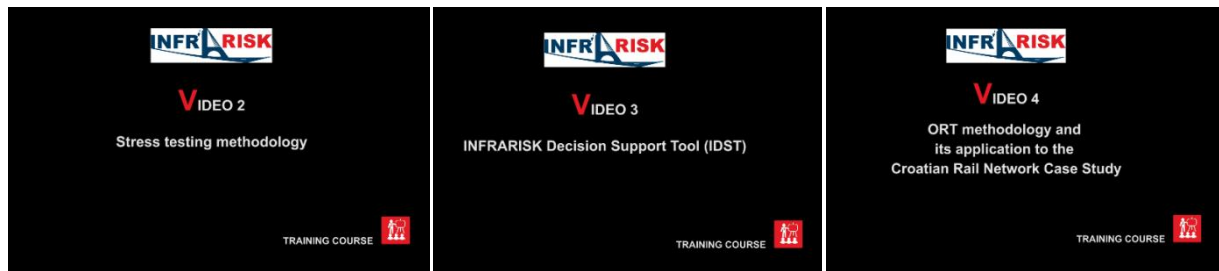 INFRARISK
VIDEO 2
Stress testing methodology
TRAINING COURSE
INFRARISK
VIDEO 3
INFRARISK Decision Support Tool (IDST)
TRAINING COURSE
INFRARISK
VIDEO 4
ORT methodology and
its application to the
Croatian Rail Network Case Study
TRAINING COURSE